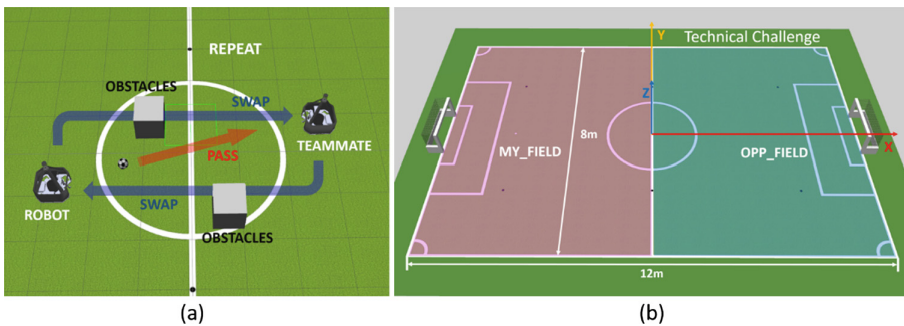 REPEAT
OBSTACLES
SWAP
PASS
TEAMMATE
ROBOT
SWAP
OBSTACLES
(a)
Y
Technical Challenge
Z
8m
MY_FIELD
OPP_FIELD
X
12m
(b)